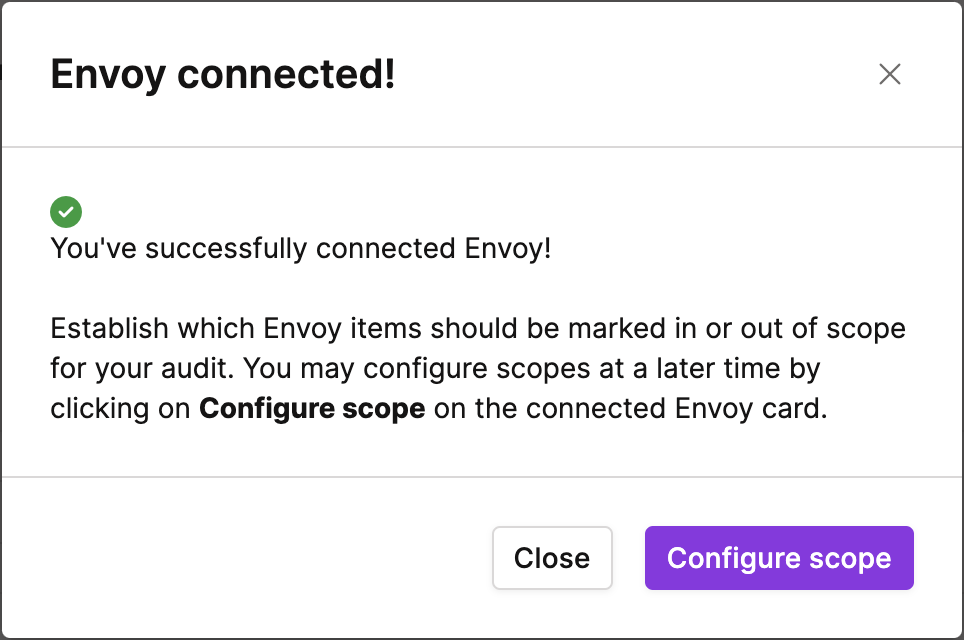 Envoy connected!
You've successfully connected Envoy!
Establish which Envoy items should be marked in or out of scope
for your audit. You may configure scopes at a later time by
clicking on Configure scope on the connected Envoy card.
Close
Configure scope